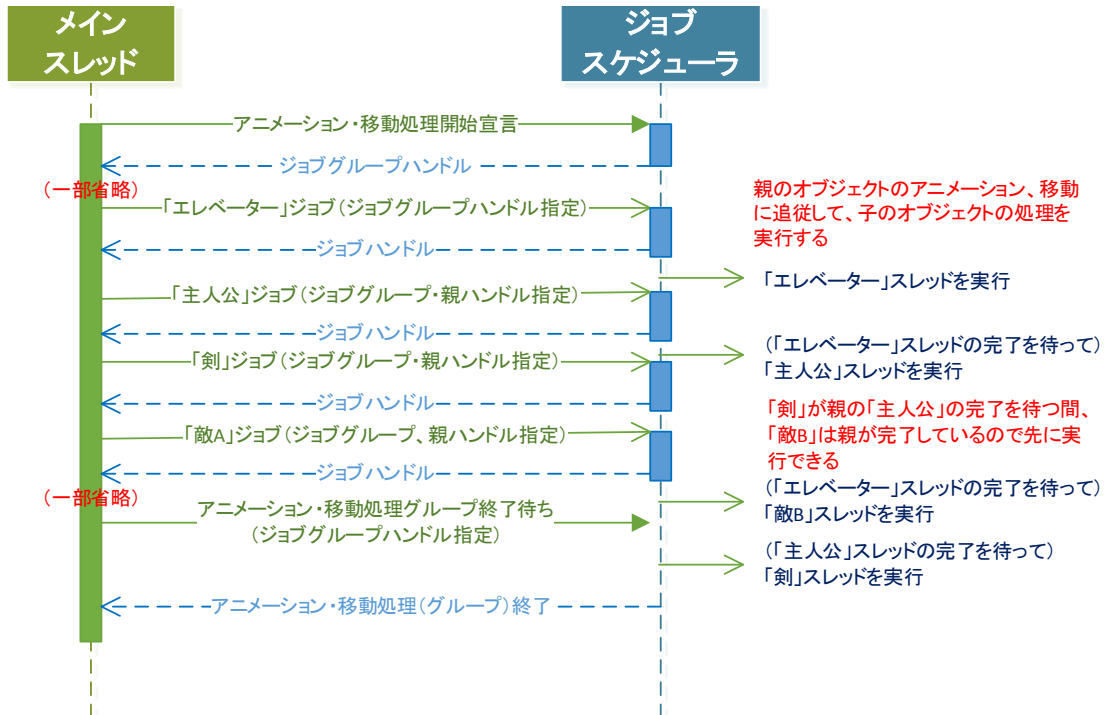 メイン
スレッド
ジョブ
スケジューラ
アニメーション・移動処理開始宣言
ジョブグループハンドル
(一部省略)
「エレベーター」ジョブ(ジョブグループハンドル指定)
親のオブジェクトのアニメーション、移動
に追従して、子のオブジェクトの処理を
実行する
ジョブハンドル
「エレベーター」スレッドを実行
「主人公」ジョブ(ジョブグループ・親ハンドル指定)
ジョブハンドル
(「エレベーター」スレッドの完了を待って)
「主人公」スレッドを実行
「剣」ジョブ(ジョブグループ・親ハンドル指定)
ジョブハンドル
「剣」が親の「主人公」の完了を待つ間、
「敵B」は親が完了しているので先に実
行できる
「敵A」ジョブ(ジョブグループ、親ハンドル指定)
ジョブハンドル
(一部省略)
(「エレベーター」スレッドの完了を待って)
「敵B」スレッドを実行
アニメーション・移動処理グループ終了待ち
(ジョブグループハンドル指定)
(「主人公」スレッドの完了を待って)
「剣」スレッドを実行
アニメーション・移動処理(グループ)終了